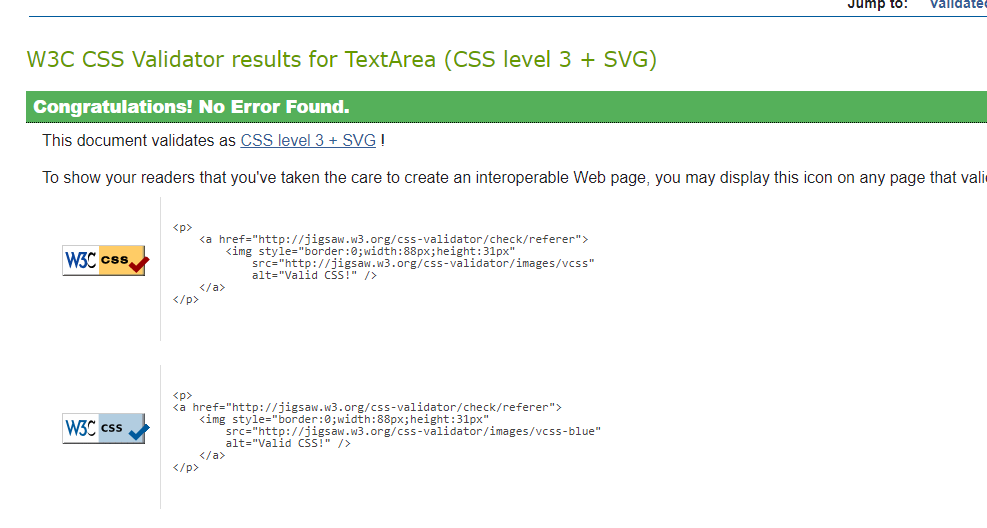 Jump to: Validated
W3C CSS Validator results for TextArea (CSS level 3 + SVG)
Congratulations! No Error Found.
This document validates as CSS level 3 + SVG !
To show your readers that you've taken the care to create an interoperable Web page, you may display this icon on any page that vali
W3C css
<p>
<a href="http://jigsaw.w3.org/css-validator/check/referer">
<img style="border:0;width:88px;height:31px"
src="http://jigsaw.w3.org/css-validator/images/vcss"
alt="Valid CSS!" />
</a>
</p>
W3C css
<p>
<a href="http://jigsaw.w3.org/css-validator/check/referer">
<img style="border:0;width:88px;height:31px"
src="http://jigsaw.w3.org/css-validator/images/vcss-blue"
alt="Valid CSS!" />
</a>
</p>